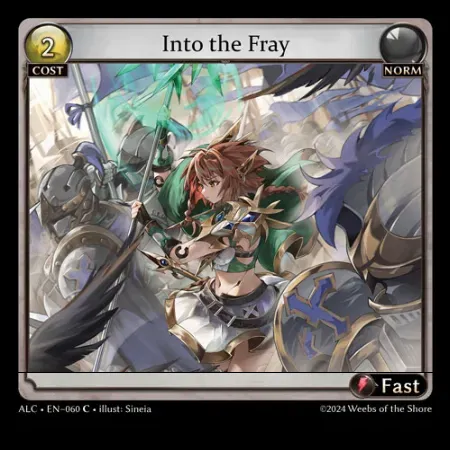 2
Into the Fray
COST
NORM
Fast
ALC • EN–060 C • illust: Sineia
©2024 Weebs of the Shore